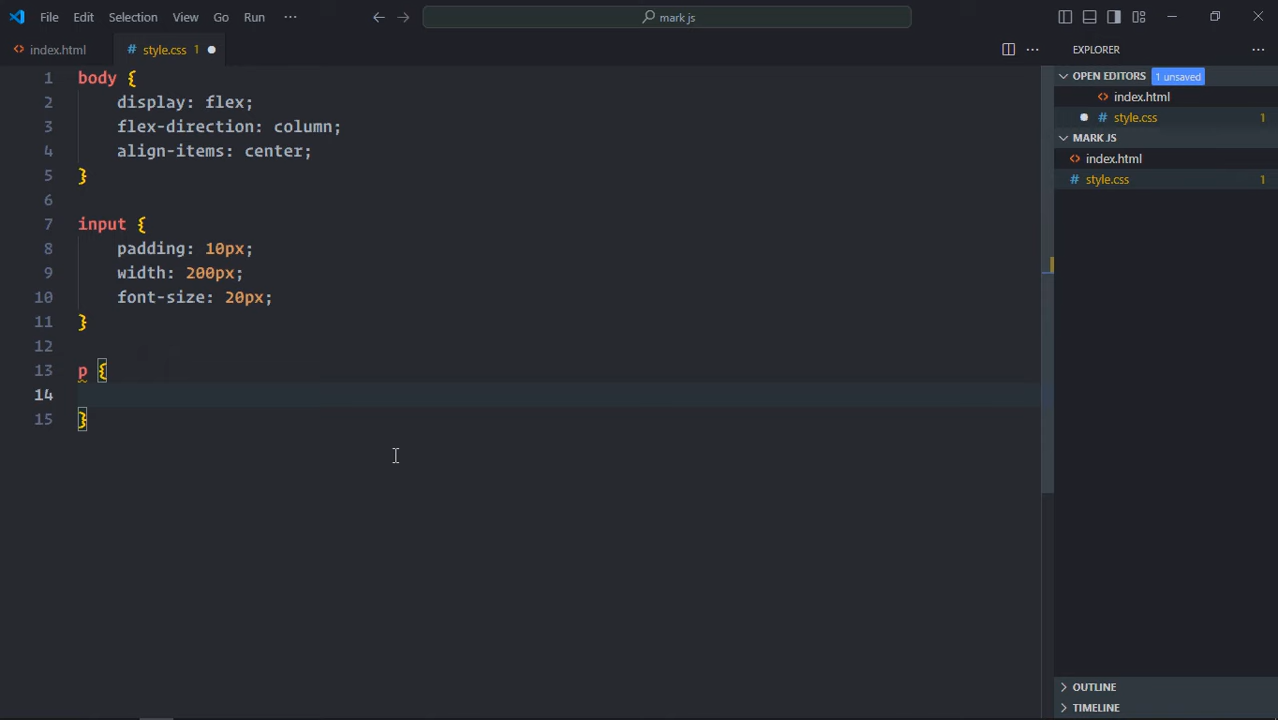 File Edit Selection View Go Run ··· mark js
index.html style.css 1 EXPLORER
1 body {
2 display: flex;
3 flex-direction: column;
4 align-items: center;
5 }
6
7 input {
8 padding: 10px;
9 width: 200px;
10 font-size: 20px;
11 }
12
13 p {
14
15 }
OPEN EDITORS 1 unsaved
index.html
style.css 1
MARK JS
index.html
style.css 1
OUTLINE
TIMELINE